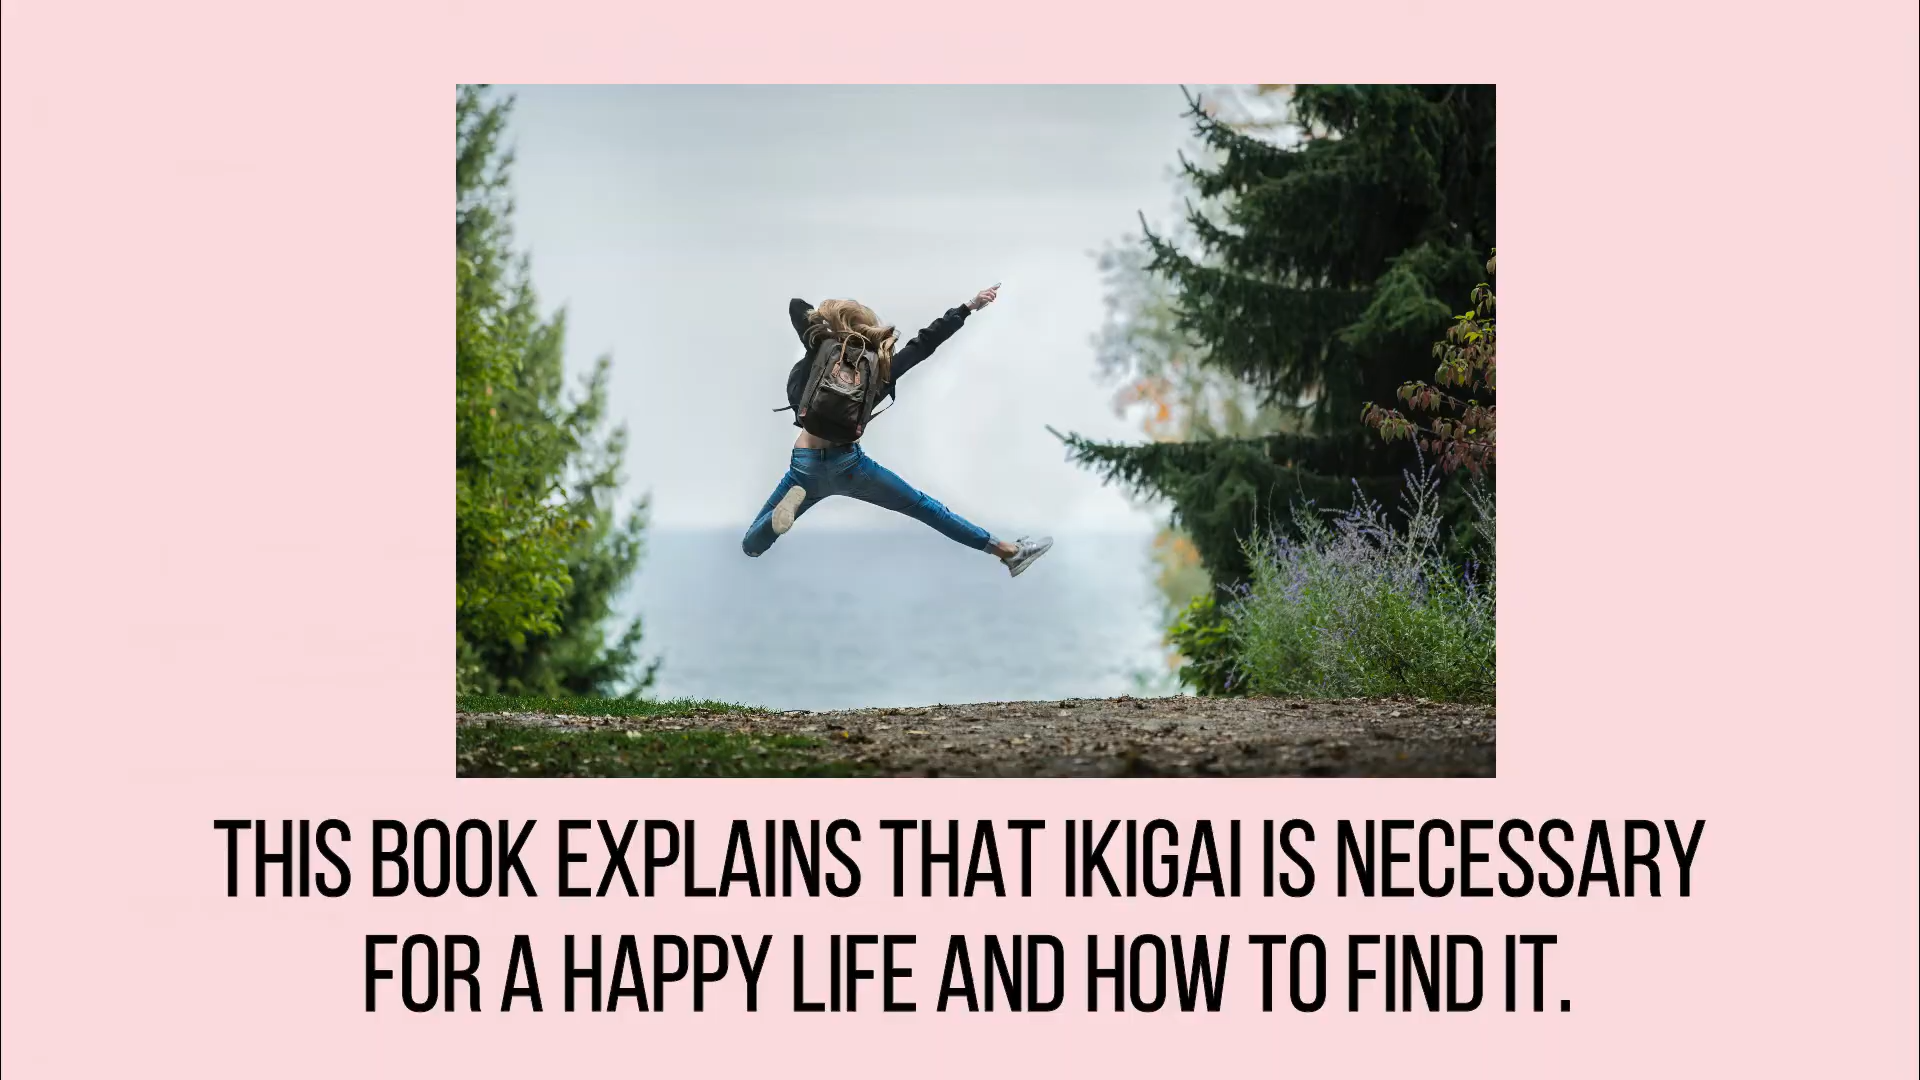 THIS BOOK EXPLAINS THAT IKIGAI IS NECESSARY
FOR A HAPPY LIFE AND HOW TO FIND IT.